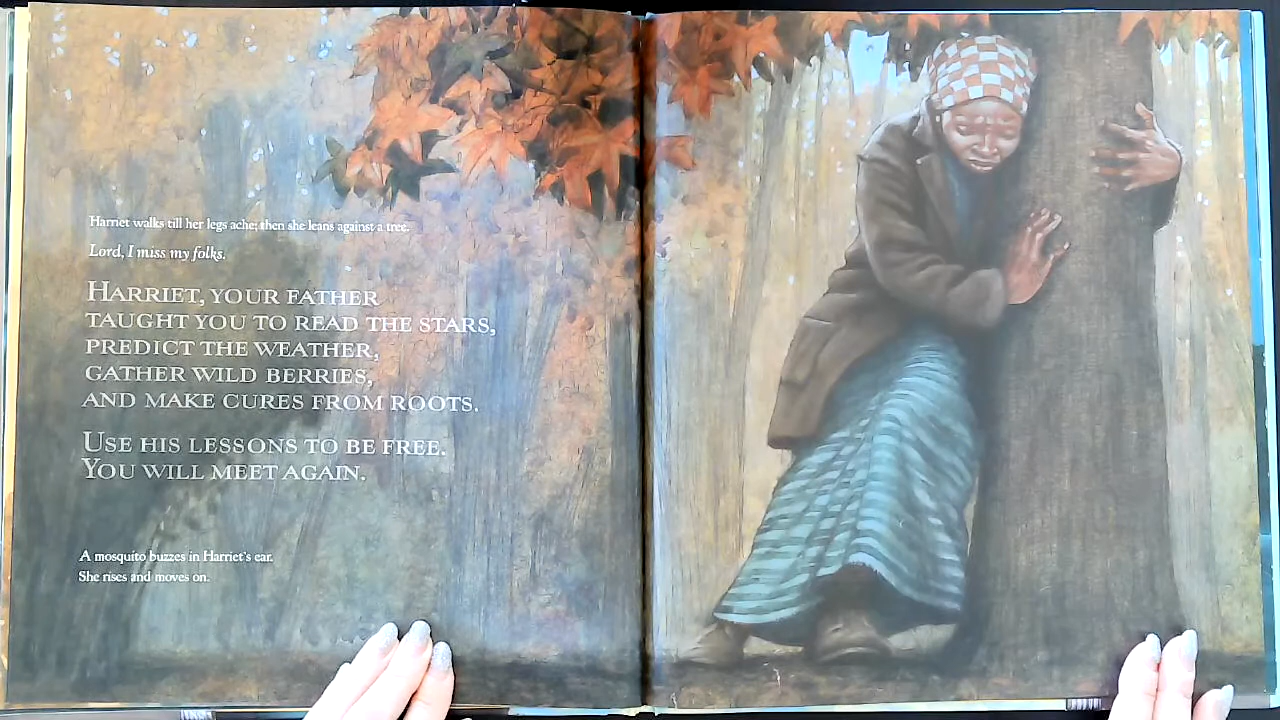 Harriet walks till her legs ache; then she leans against a tree.
Lord, I miss my folks.
HARRIET, YOUR FATHER
TAUGHT YOU TO READ THE STARS,
PREDICT THE WEATHER,
GATHER WILD BERRIES,
AND MAKE CURES FROM ROOTS.
USE HIS LESSONS TO BE FREE.
YOU WILL MEET AGAIN.
A mosquito buzzes in Harriet's ear.
She rises and moves on.